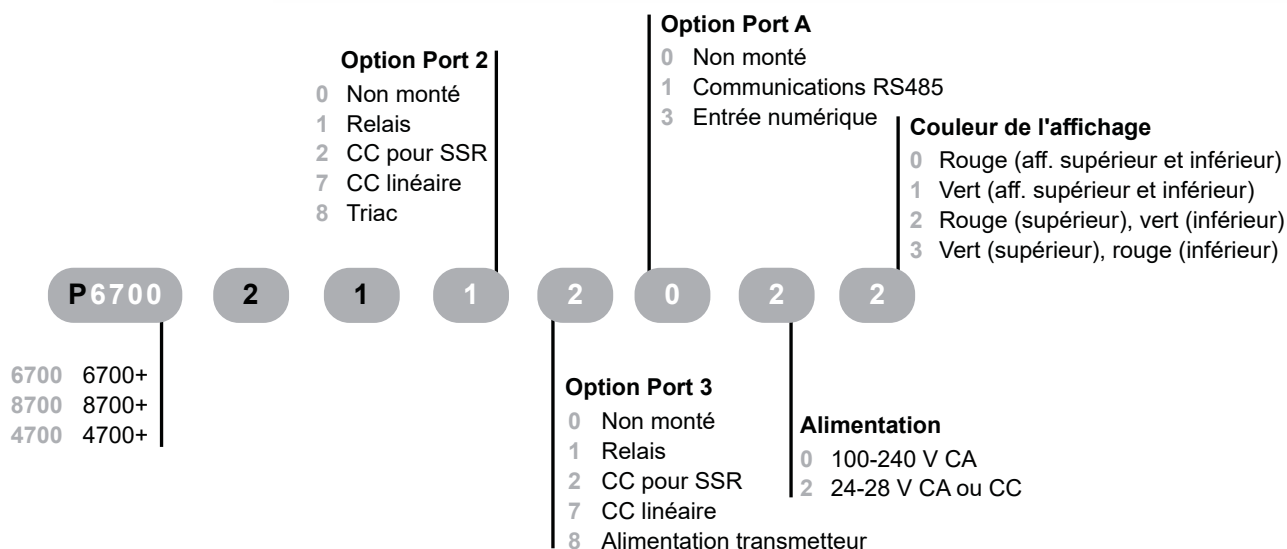 Option Port A
0 Non monté
1 Communications RS485
3 Entrée numérique
Option Port 2
0 Non monté
1 Relais
2 CC pour SSR
7 CC linéaire
8 Triac
Couleur de l'affichage
0 Rouge (aff. supérieur et inférieur)
1 Vert (aff. supérieur et inférieur)
2 Rouge (supérieur), vert (inférieur)
3 Vert (supérieur), rouge (inférieur)
P6700 2 1 1 2 0 2 2
6700 6700+
8700 8700+
4700 4700+
Option Port 3
0 Non monté
1 Relais
2 CC pour SSR
7 CC linéaire
8 Alimentation transmetteur
Alimentation
0 100-240 V CA
2 24-28 V CA ou CC